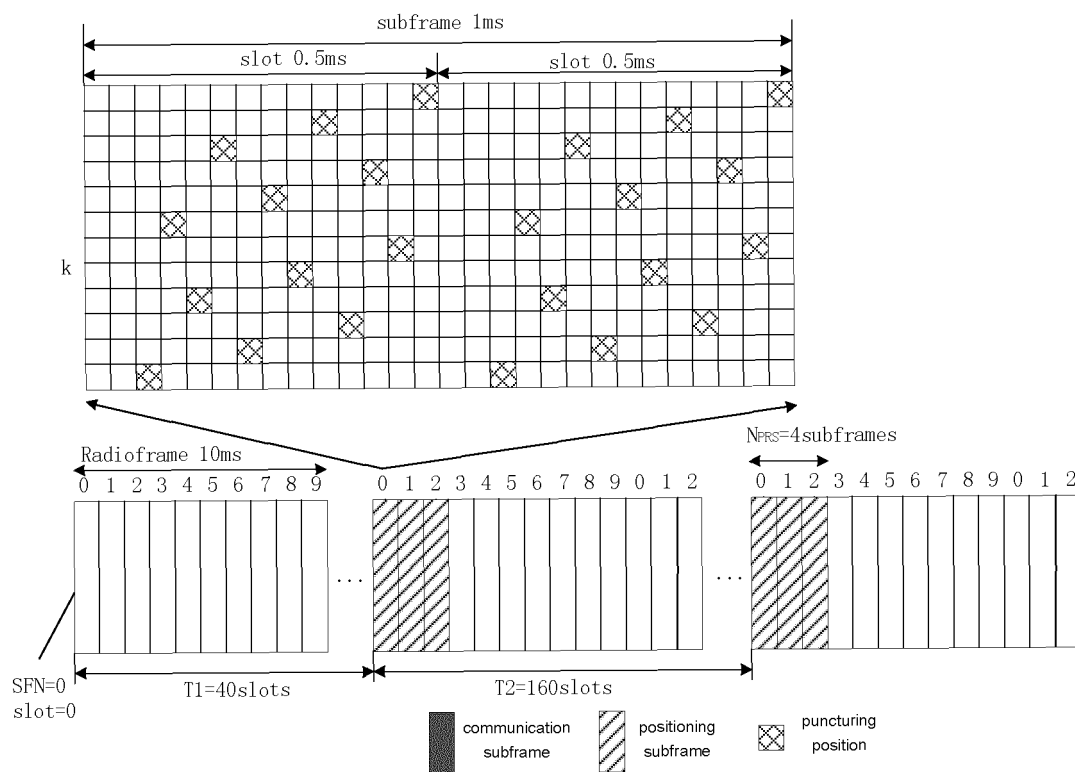 subframe 1ms
slot 0.5ms slot 0.5ms
k
Radioframe 10ms
NPRS=4subframes
0 1 2 3 4 5 6 7 8 9 0 1 2 3 4 5 6 7 8 9 0 1 2 0 1 2 3 4 5 6 7 8 9 0 1 2
... ...
SFN=0
slot=0
T1=40slots T2=160slots
communication
subframe
positioning
subframe
puncturing
position